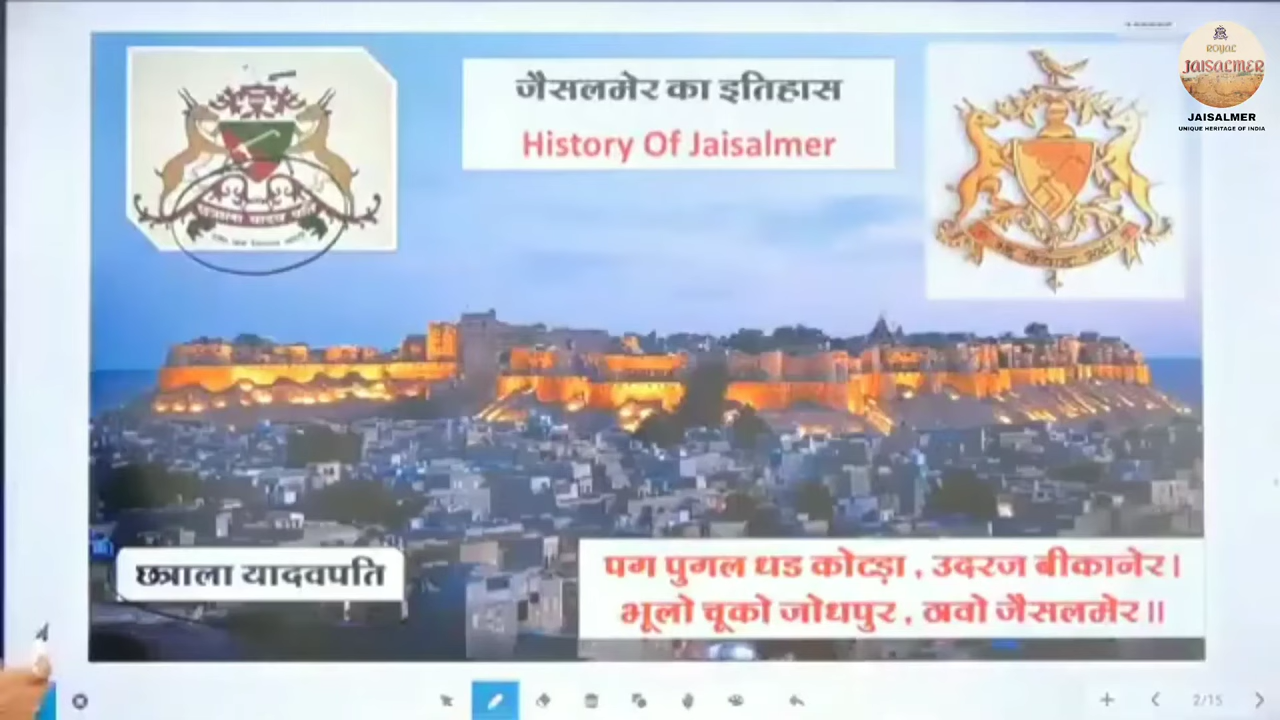 ROYAL
JAISALMER
JAISALMER
UNIQUE HERITAGE OF INDIA
जैसलमेर का इतिहास
History Of Jaisalmer
छत्राला यादवपति
पग पुगल धड कोटड़ा , उदरज बीकानेर।
भूलो चूको जोधपुर , ठावो जैसलमेर।।
2/15